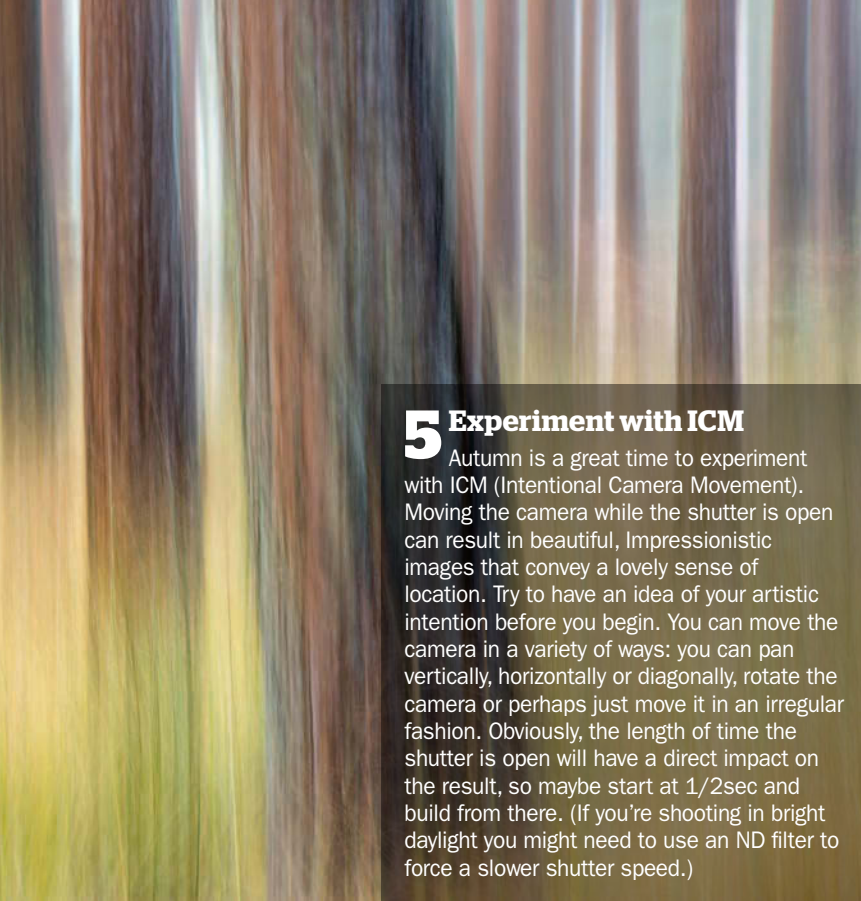 5 Experiment with ICM
Autumn is a great time to experiment
with ICM (Intentional Camera Movement).
Moving the camera while the shutter is open
can result in beautiful, Impressionistic
images that convey a lovely sense of
location. Try to have an idea of your artistic
intention before you begin. You can move the
camera in a variety of ways: you can pan
vertically, horizontally or diagonally, rotate the
camera or perhaps just move it in an irregular
fashion. Obviously, the length of time the
shutter is open will have a direct impact on
the result, so maybe start at 1/2sec and
build from there. (If you’re shooting in bright
daylight you might need to use an ND filter to
force a slower shutter speed.)